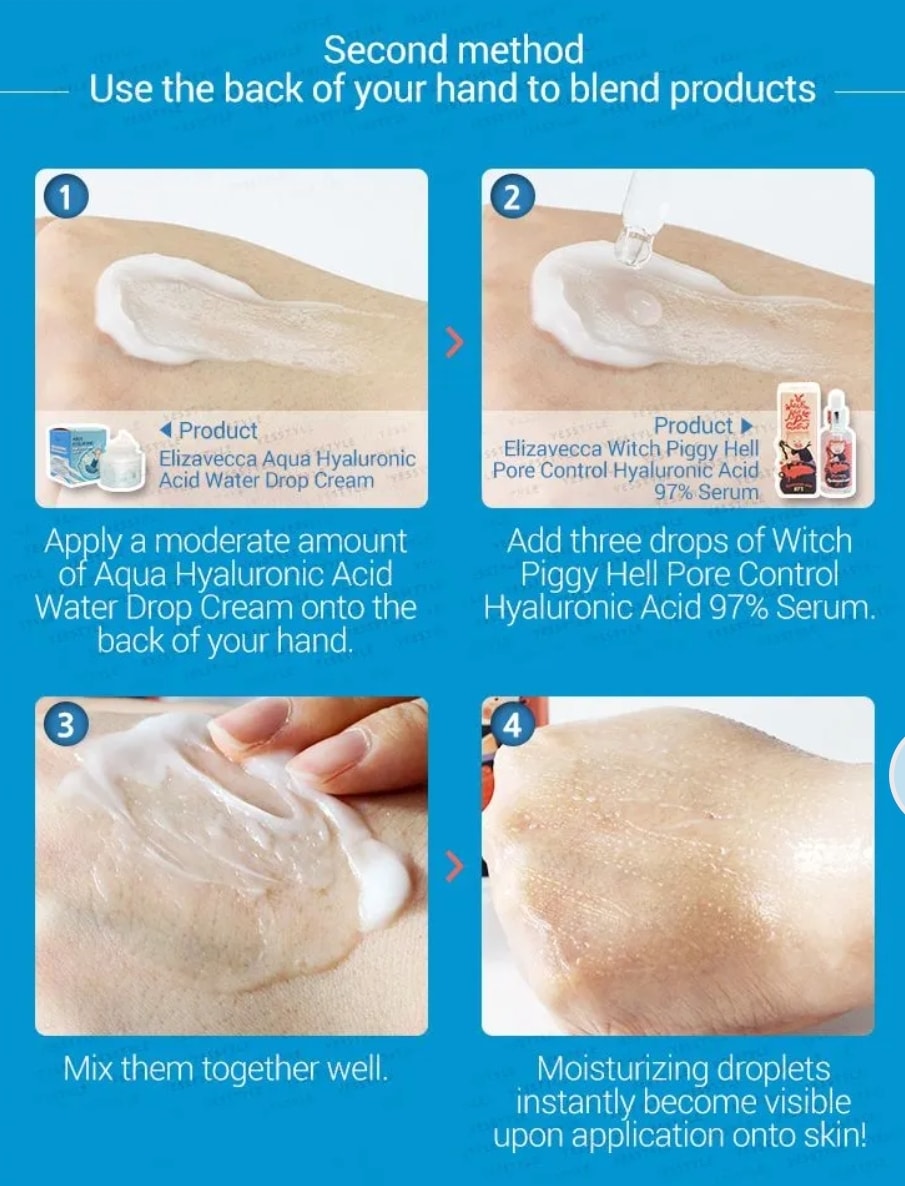 Second method
Use the back of your hand to blend products
1
◀ Product
Elizavecca Aqua Hyaluronic
Acid Water Drop Cream
Apply a moderate amount
of Aqua Hyaluronic Acid
Water Drop Cream onto the
back of your hand.
2
Product ▶
Elizavecca Witch Piggy Hell
Pore Control Hyaluronic Acid
97% Serum
Add three drops of Witch
Piggy Hell Pore Control
Hyaluronic Acid 97% Serum.
3
Mix them together well.
4
Moisturizing droplets
instantly become visible
upon application onto skin!
YESSTYLE